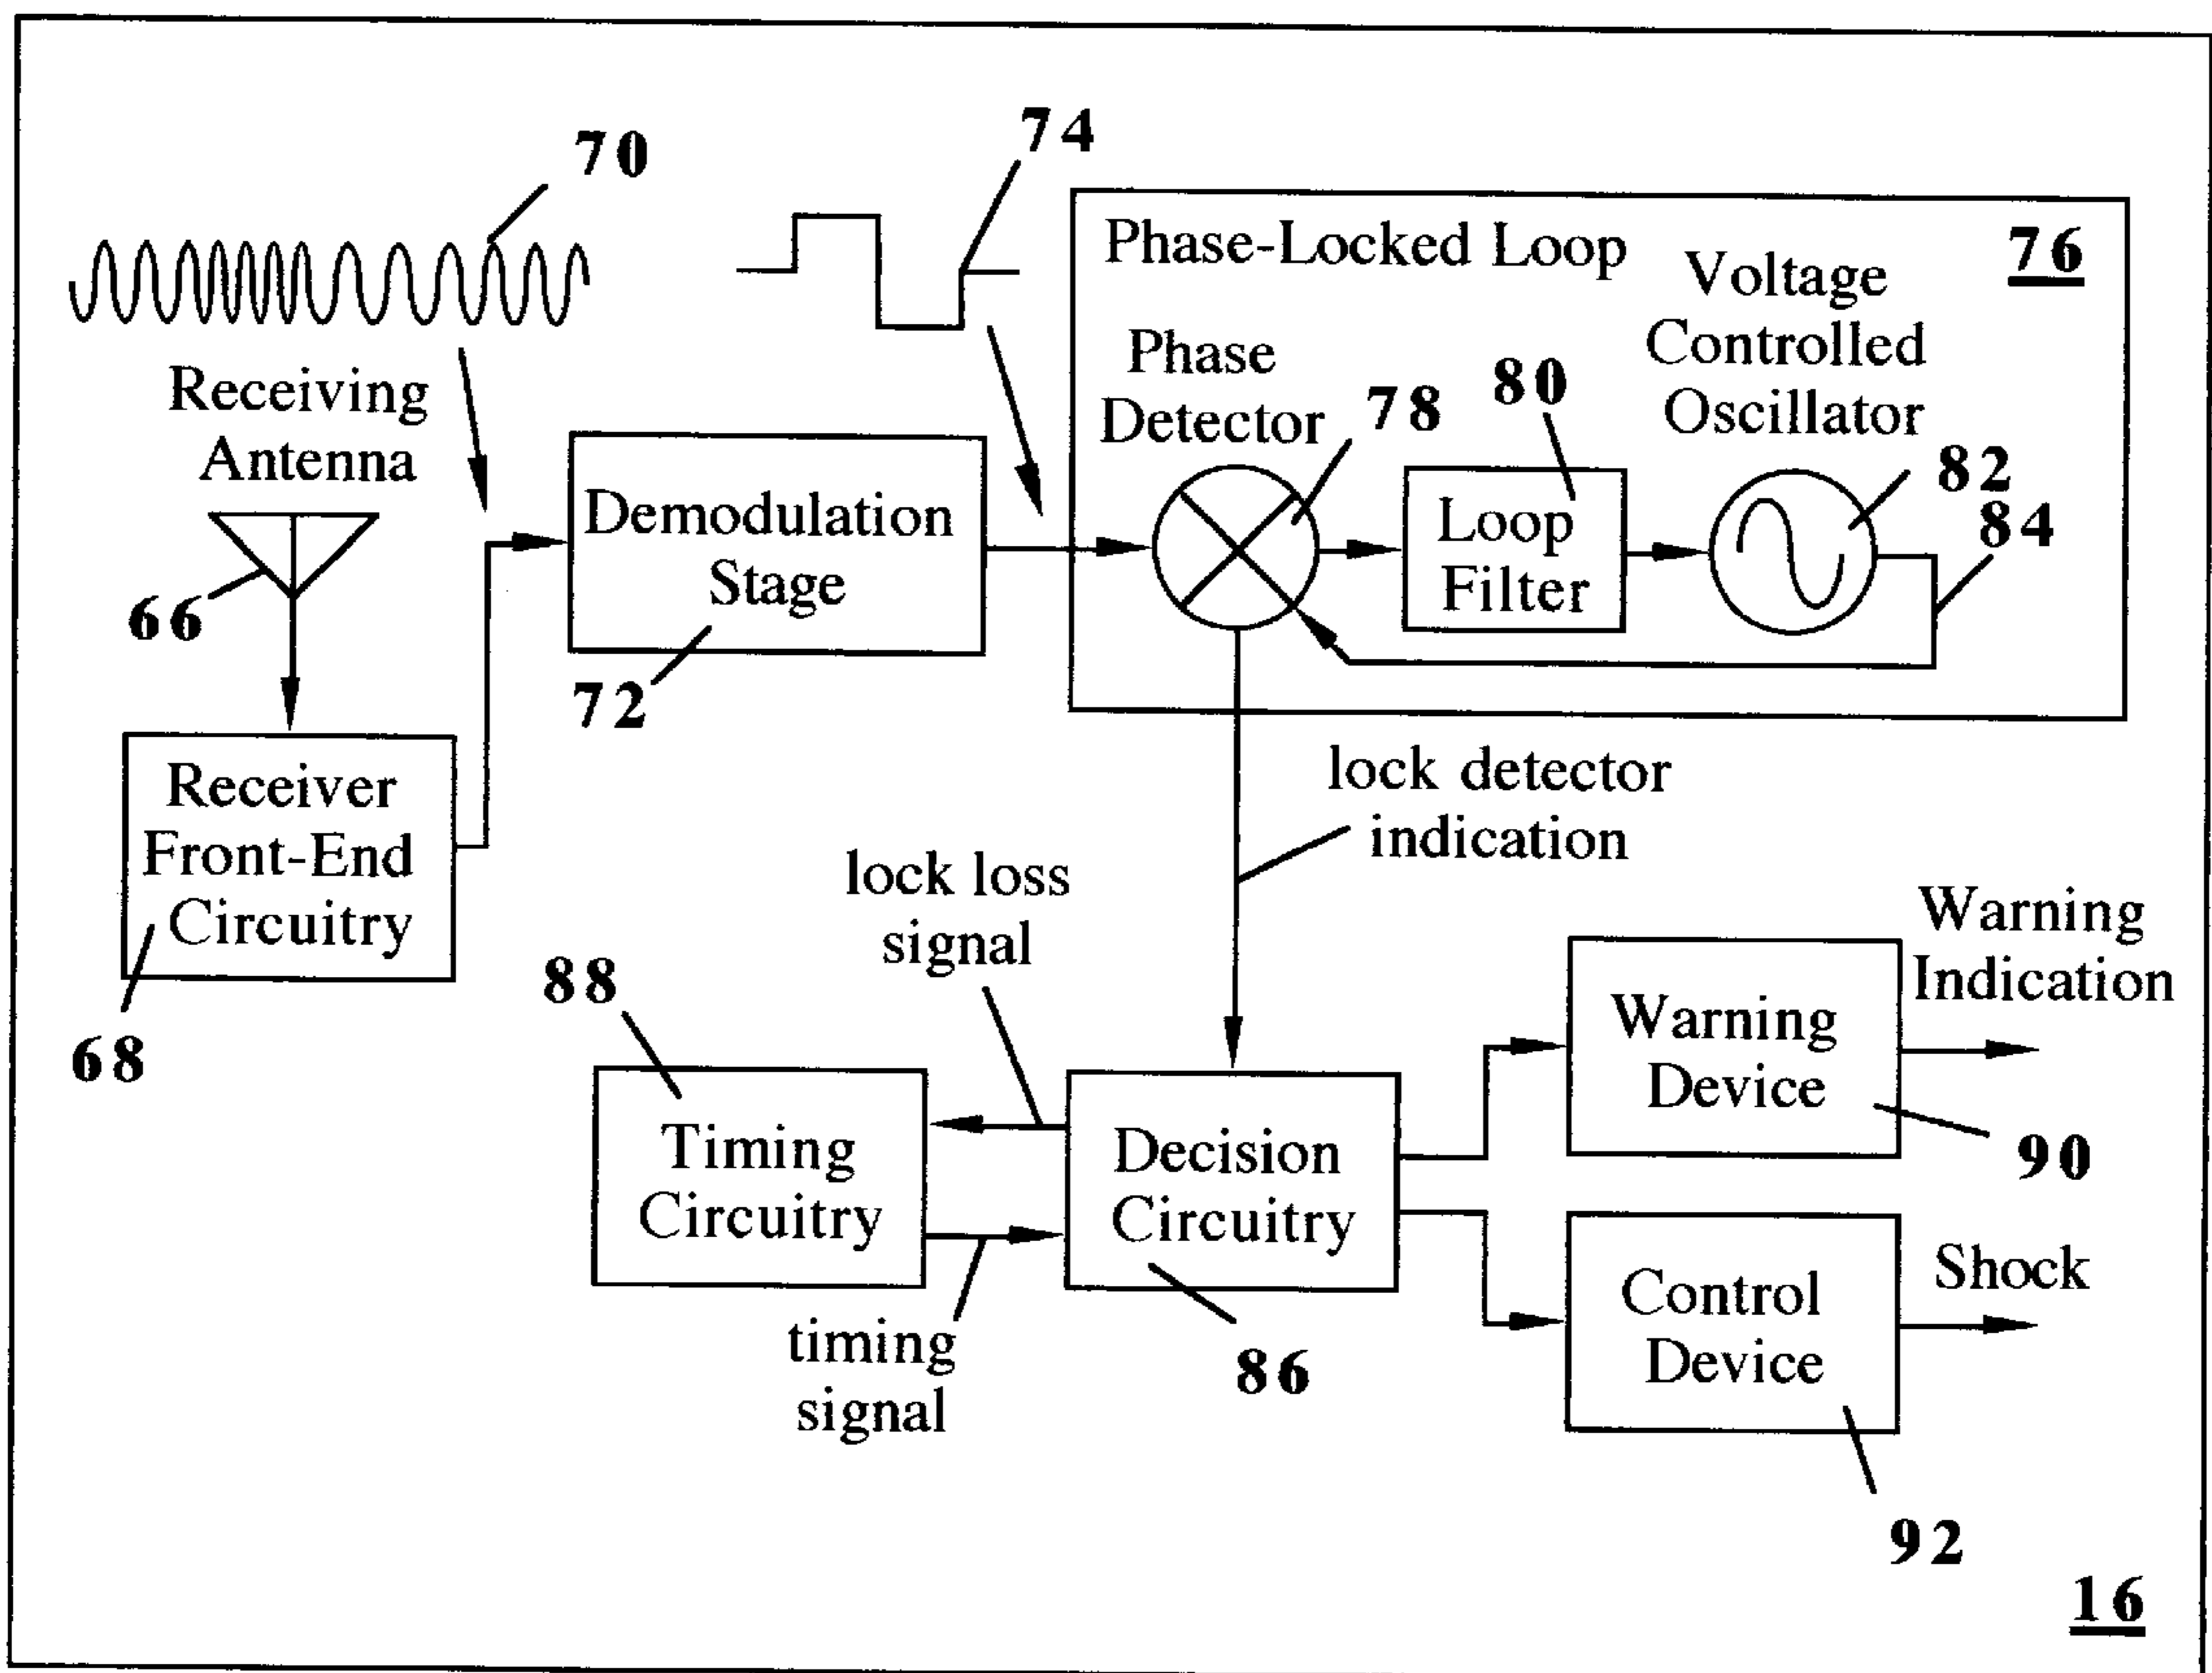 70
74
Phase-Locked Loop
76
Voltage
Controlled
Oscillator
Phase
Detector
78
80
82
84
Receiving
Antenna
66
Demodulation
Stage
72
Receiver
Front-End
Circuitry
68
lock detector
indication
lock loss
signal
88
Timing
Circuitry
timing
signal
Decision
Circuitry
86
Warning
Device
Warning
Indication
90
Control
Device
Shock
92
16